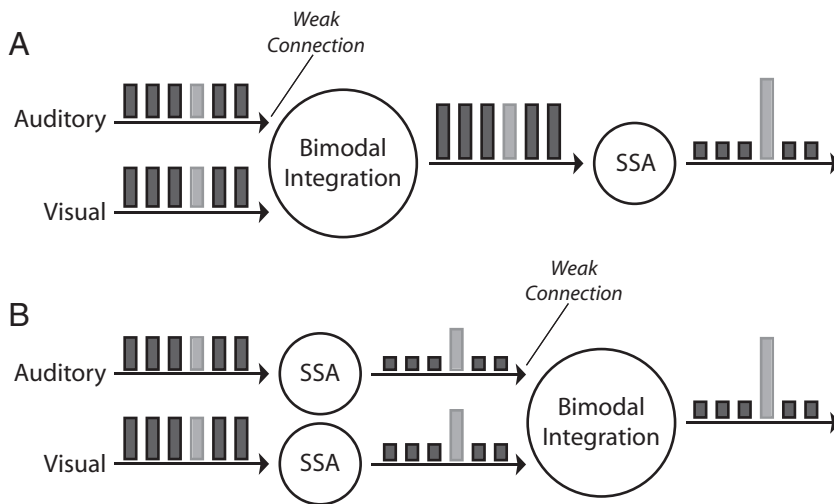 A
Weak
Connection
Auditory
Visual
Bimodal
Integration
SSA
B
Weak
Connection
Auditory
Visual
SSA
SSA
Bimodal
Integration